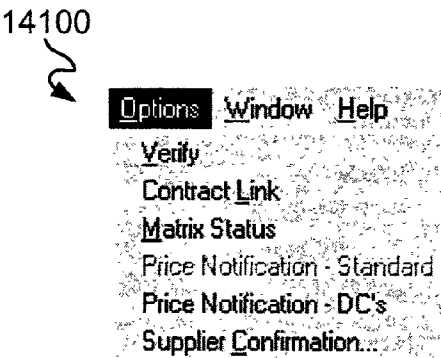 14100
Options Window Help
Verify
Contract Link
Matrix Status
Price Notification - Standard
Price Notification - DC's
Supplier Confirmation...